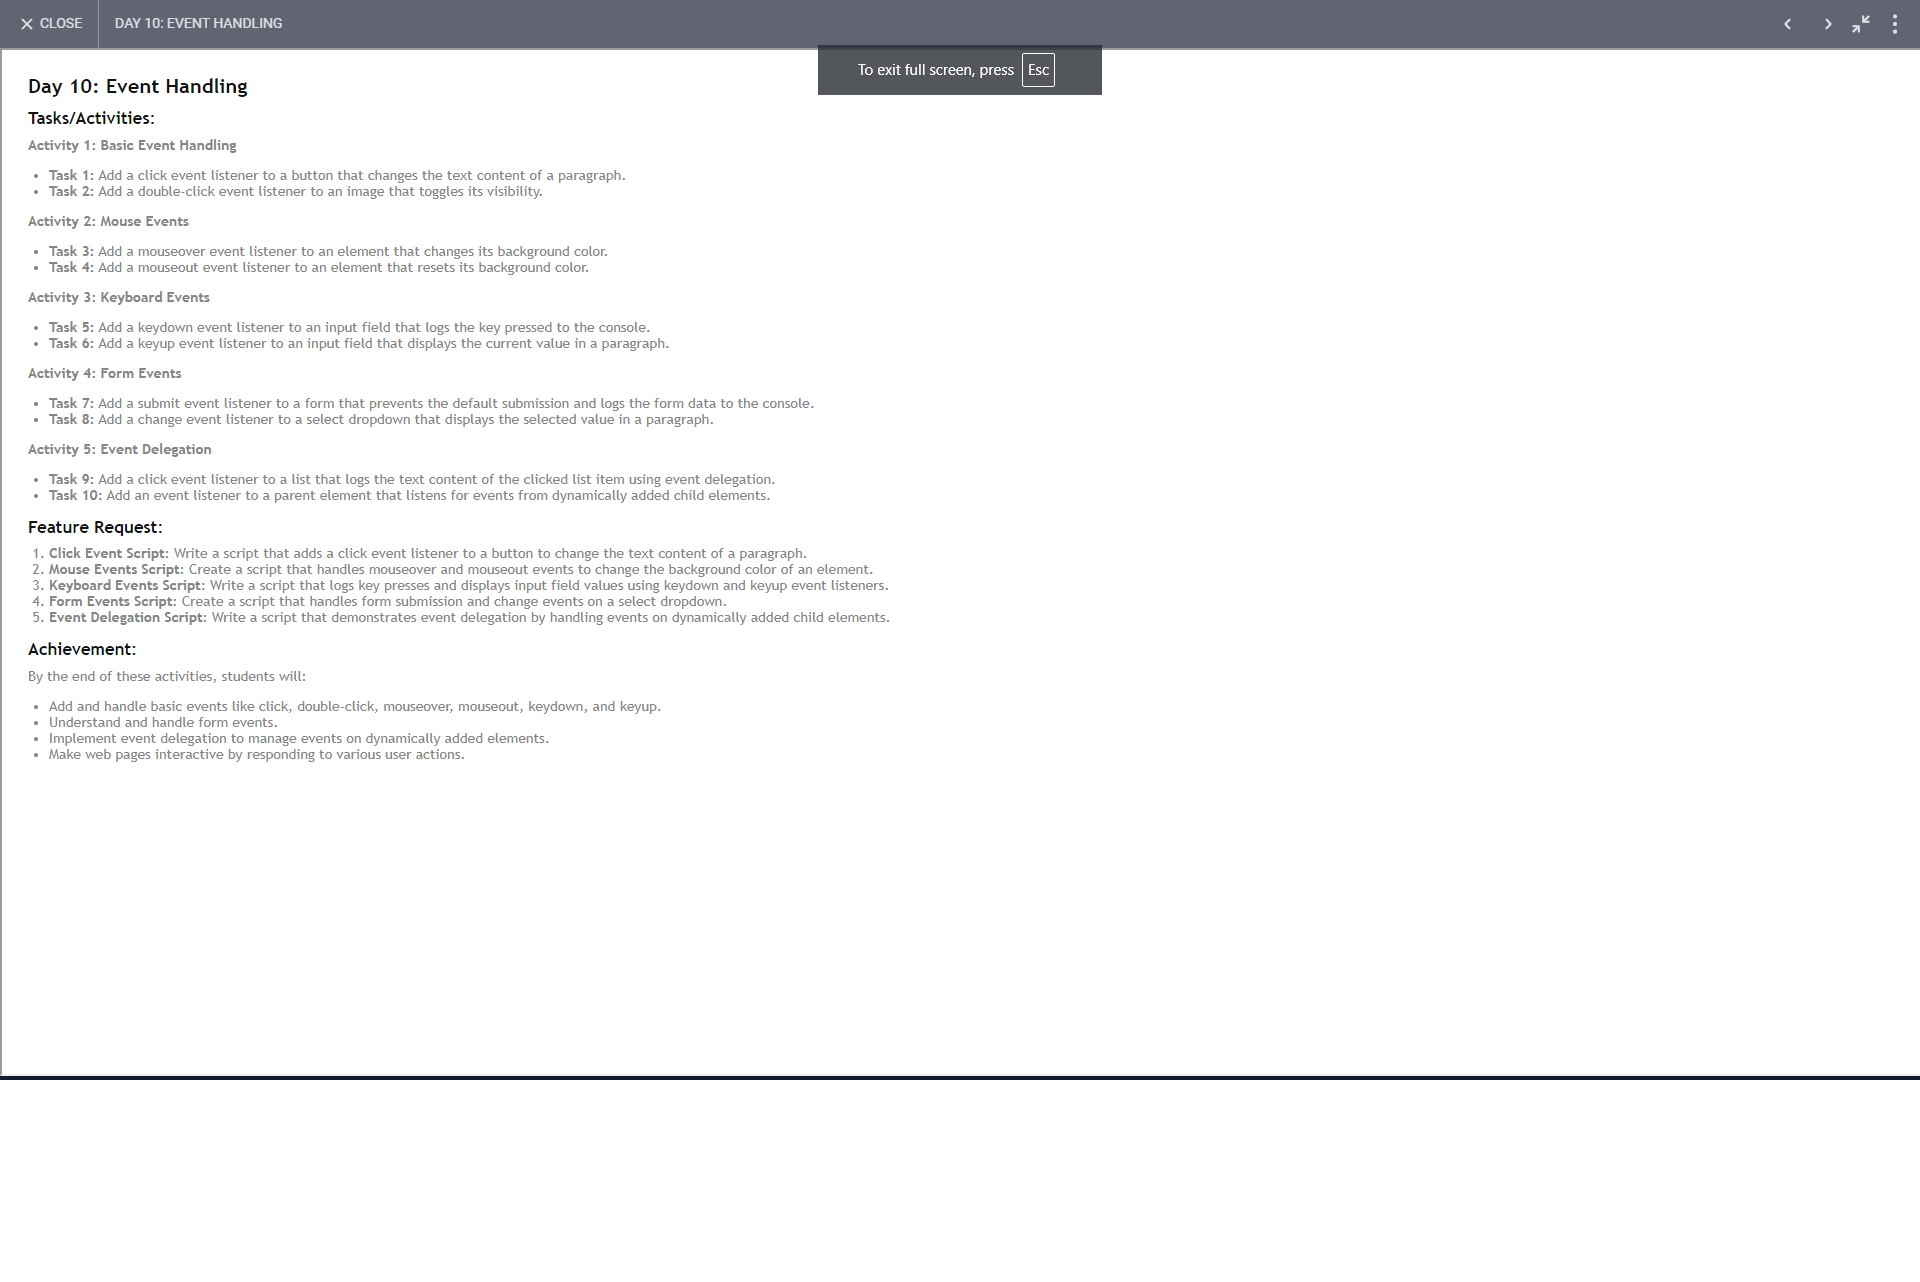 CLOSE
DAY 10: EVENT HANDLING
To exit full screen, press Esc
Day 10: Event Handling
Tasks/Activities:
Activity 1: Basic Event Handling
• Task 1: Add a click event listener to a button that changes the text content of a paragraph.
• Task 2: Add a double-click event listener to an image that toggles its visibility.
Activity 2: Mouse Events
• Task 3: Add a mouseover event listener to an element that changes its background color.
• Task 4: Add a mouseout event listener to an element that resets its background color.
Activity 3: Keyboard Events
• Task 5: Add a keydown event listener to an input field that logs the key pressed to the console.
• Task 6: Add a keyup event listener to an input field that displays the current value in a paragraph.
Activity 4: Form Events
• Task 7: Add a submit event listener to a form that prevents the default submission and logs the form data to the console.
• Task 8: Add a change event listener to a select dropdown that displays the selected value in a paragraph.
Activity 5: Event Delegation
• Task 9: Add a click event listener to a list that logs the text content of the clicked list item using event delegation.
• Task 10: Add an event listener to a parent element that listens for events from dynamically added child elements.
Feature Request:
1. Click Event Script: Write a script that adds a click event listener to a button to change the text content of a paragraph.
2. Mouse Events Script: Create a script that handles mouseover and mouseout events to change the background color of an element.
3. Keyboard Events Script: Write a script that logs key presses and displays input field values using keydown and keyup event listeners.
4. Form Events Script: Create a script that handles form submission and change events on a select dropdown.
5. Event Delegation Script: Write a script that demonstrates event delegation by handling events on dynamically added child elements.
Achievement:
By the end of these activities, students will:
• Add and handle basic events like click, double-click, mouseover, mouseout, keydown, and keyup.
• Understand and handle form events.
• Implement event delegation to manage events on dynamically added elements.
• Make web pages interactive by responding to various user actions.